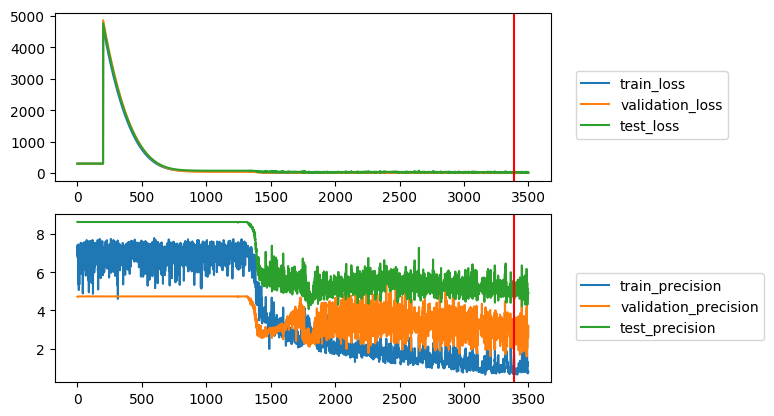 5000
4000
3000
2000
1000
0
0 500 1000 1500 2000 2500 3000 3500
train_loss
validation_loss
test_loss
8
6
4
2
0 500 1000 1500 2000 2500 3000 3500
train_precision
validation_precision
test_precision